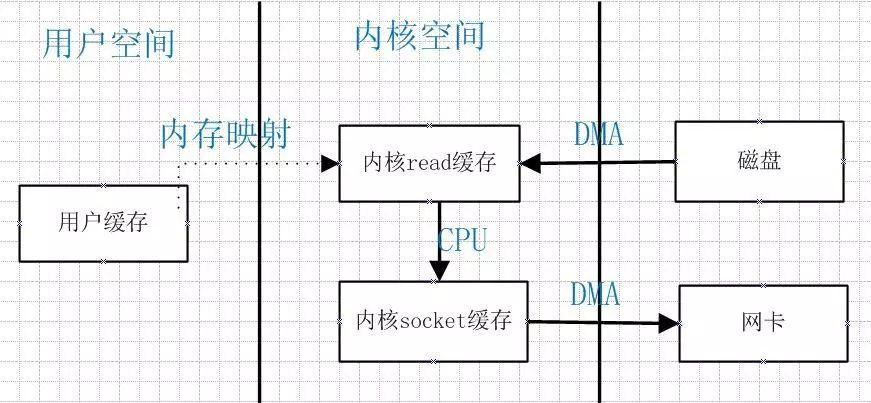 用户空间
内核空间
内存映射
DMA
内核read缓存
磁盘
用户缓存
CPU
内核socket缓存
DMA
网卡